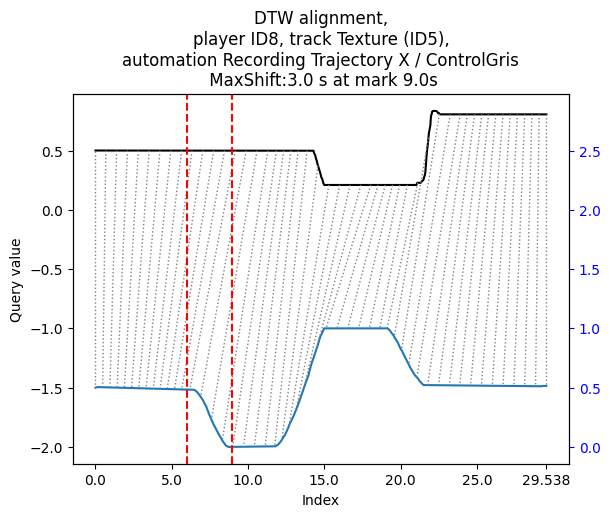 DTW alignment,
player ID8, track Texture (ID5),
automation Recording Trajectory X / ControlGris
MaxShift:3.0 s at mark 9.0s
0.5
0.0
−0.5
−1.0
−1.5
−2.0
Query value
2.5
2.0
1.5
1.0
0.5
0.0
0.0 5.0 10.0 15.0 20.0 25.0 29.538
Index